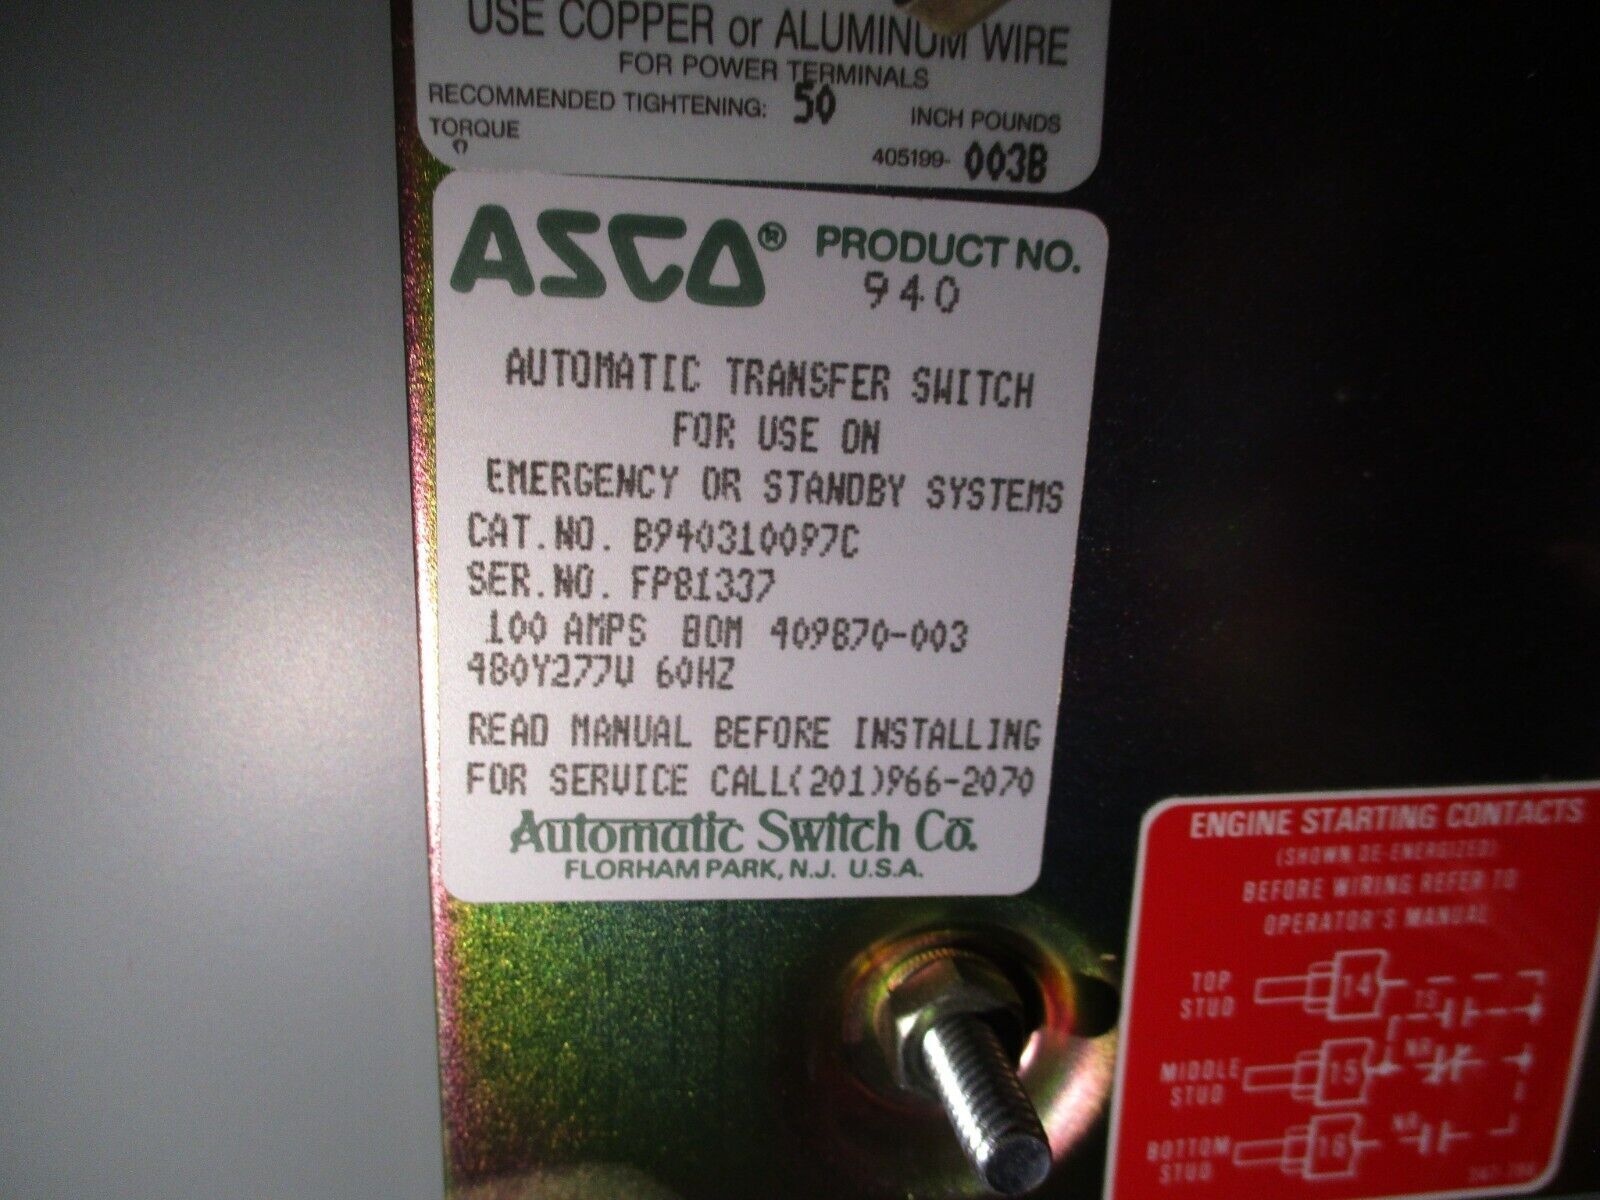 USE COPPER or ALUMINUM WIRE
FOR POWER TERMINALS
RECOMMENDED TIGHTENING: 50 INCH POUNDS
TORQUE
405199- 003B
ASCO® PRODUCT NO.
940
AUTOMATIC TRANSFER SWITCH
FOR USE ON
EMERGENCY OR STANDBY SYSTEMS
CAT.NO. B940310097C
SER.NO. FP81337
100 AMPS BOM 409870-003
480Y277V 60HZ
READ MANUAL BEFORE INSTALLING
FOR SERVICE CALL(201)966-2070
Automatic Switch Co.
FLORHAM PARK, N.J. U.S.A.
ENGINE STARTING CONTACTS
(SHOWN DE-ENERGIZED)
BEFORE WIRING REFER TO
OPERATOR'S MANUAL
TOP STUD 14
TS
MIDDLE STUD 15 NR
BOTTOM STUD 16 NR